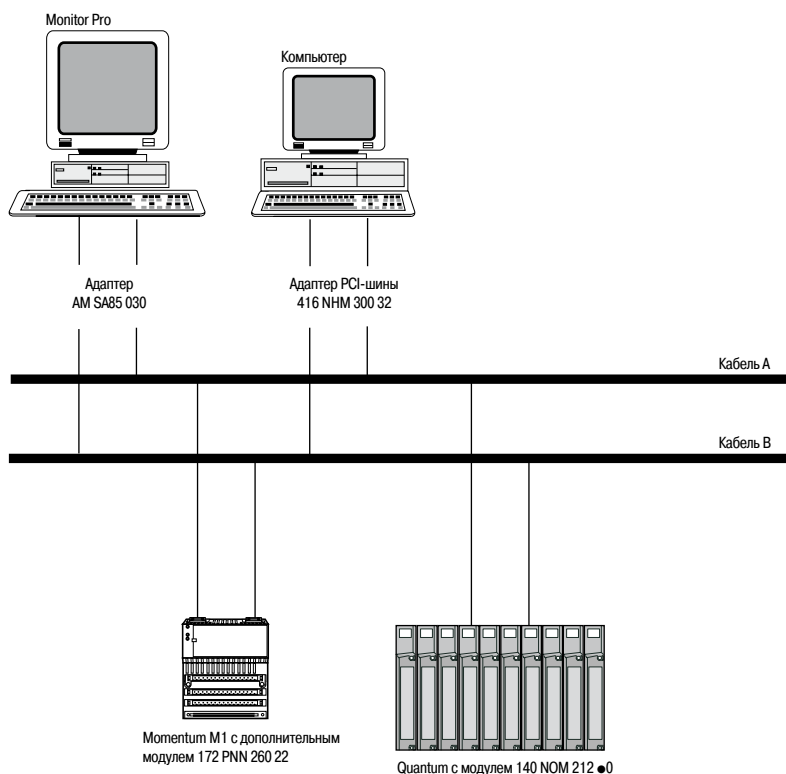 Monitor Pro
Компьютер
Адаптер
AM SA85 030
Адаптер PCI-шины
416 NHM 300 32
Кабель A
Кабель B
Momentum M1 с дополнительным
модулем 172 PNN 260 22
Quantum с модулем 140 NOM 212 ●0